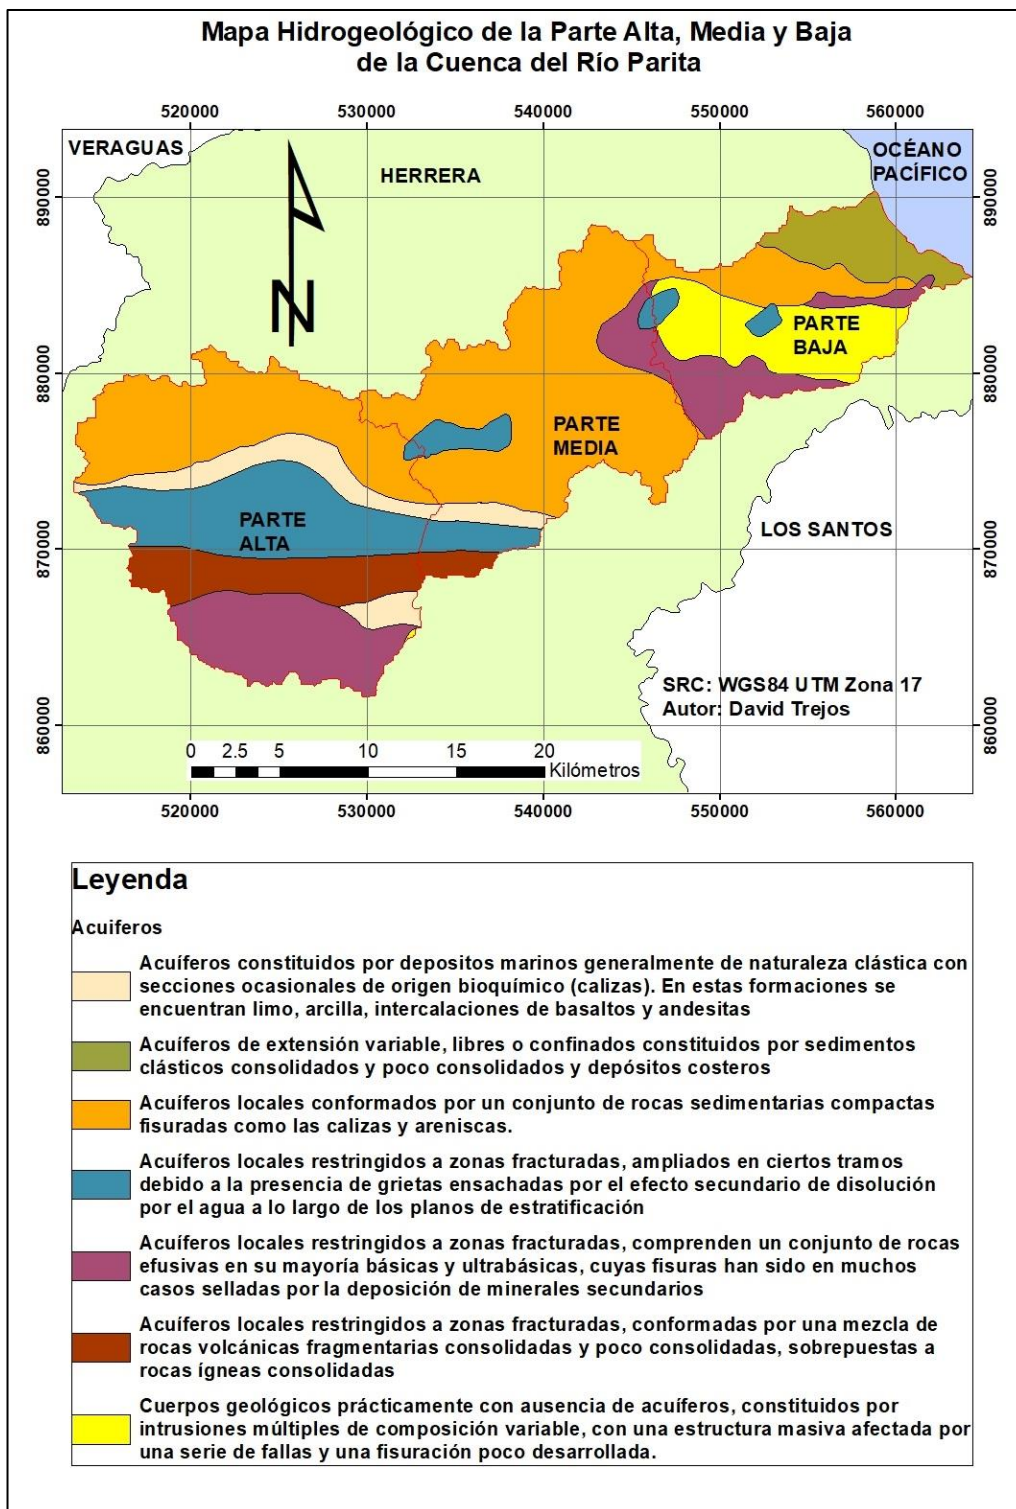 Mapa Hidrogeológico de la Parte Alta, Media y Baja
de la Cuenca del Río Parita
520000 530000 540000 550000 560000
VERAGUAS
HERRERA
OCÉANO
PACÍFICO
890000 890000
N
PARTE
BAJA
880000 880000
PARTE
MEDIA
PARTE
ALTA
LOS SANTOS
870000 870000
SRC: WGS84 UTM Zona 17
Autor: David Trejos
860000 860000
0 2.5 5 10 15 20
Kilómetros
520000 530000 540000 550000 560000
Leyenda
Acuiferos
Acuíferos constituidos por depositos marinos generalmente de naturaleza clástica con
secciones ocasionales de origen bioquímico (calizas). En estas formaciones se
encuentran limo, arcilla, intercalaciones de basaltos y andesitas
Acuíferos de extensión variable, libres o confinados constituidos por sedimentos
clásticos consolidados y poco consolidados y depósitos costeros
Acuíferos locales conformados por un conjunto de rocas sedimentarias compactas
fisuradas como las calizas y areniscas.
Acuíferos locales restringidos a zonas fracturadas, ampliados en ciertos tramos
debido a la presencia de grietas ensachadas por el efecto secundario de disolución
por el agua a lo largo de los planos de estratificación
Acuíferos locales restringidos a zonas fracturadas, comprenden un conjunto de rocas
efusivas en su mayoría básicas y ultrabásicas, cuyas fisuras han sido en muchos
casos selladas por la deposición de minerales secundarios
Acuíferos locales restringidos a zonas fracturadas, conformadas por una mezcla de
rocas volcánicas fragmentarias consolidadas y poco consolidadas, sobrepuestas a
rocas ígneas consolidadas
Cuerpos geológicos prácticamente con ausencia de acuíferos, constituidos por
intrusiones múltiples de composición variable, con una estructura masiva afectada por
una serie de fallas y una fisuración poco desarrollada.